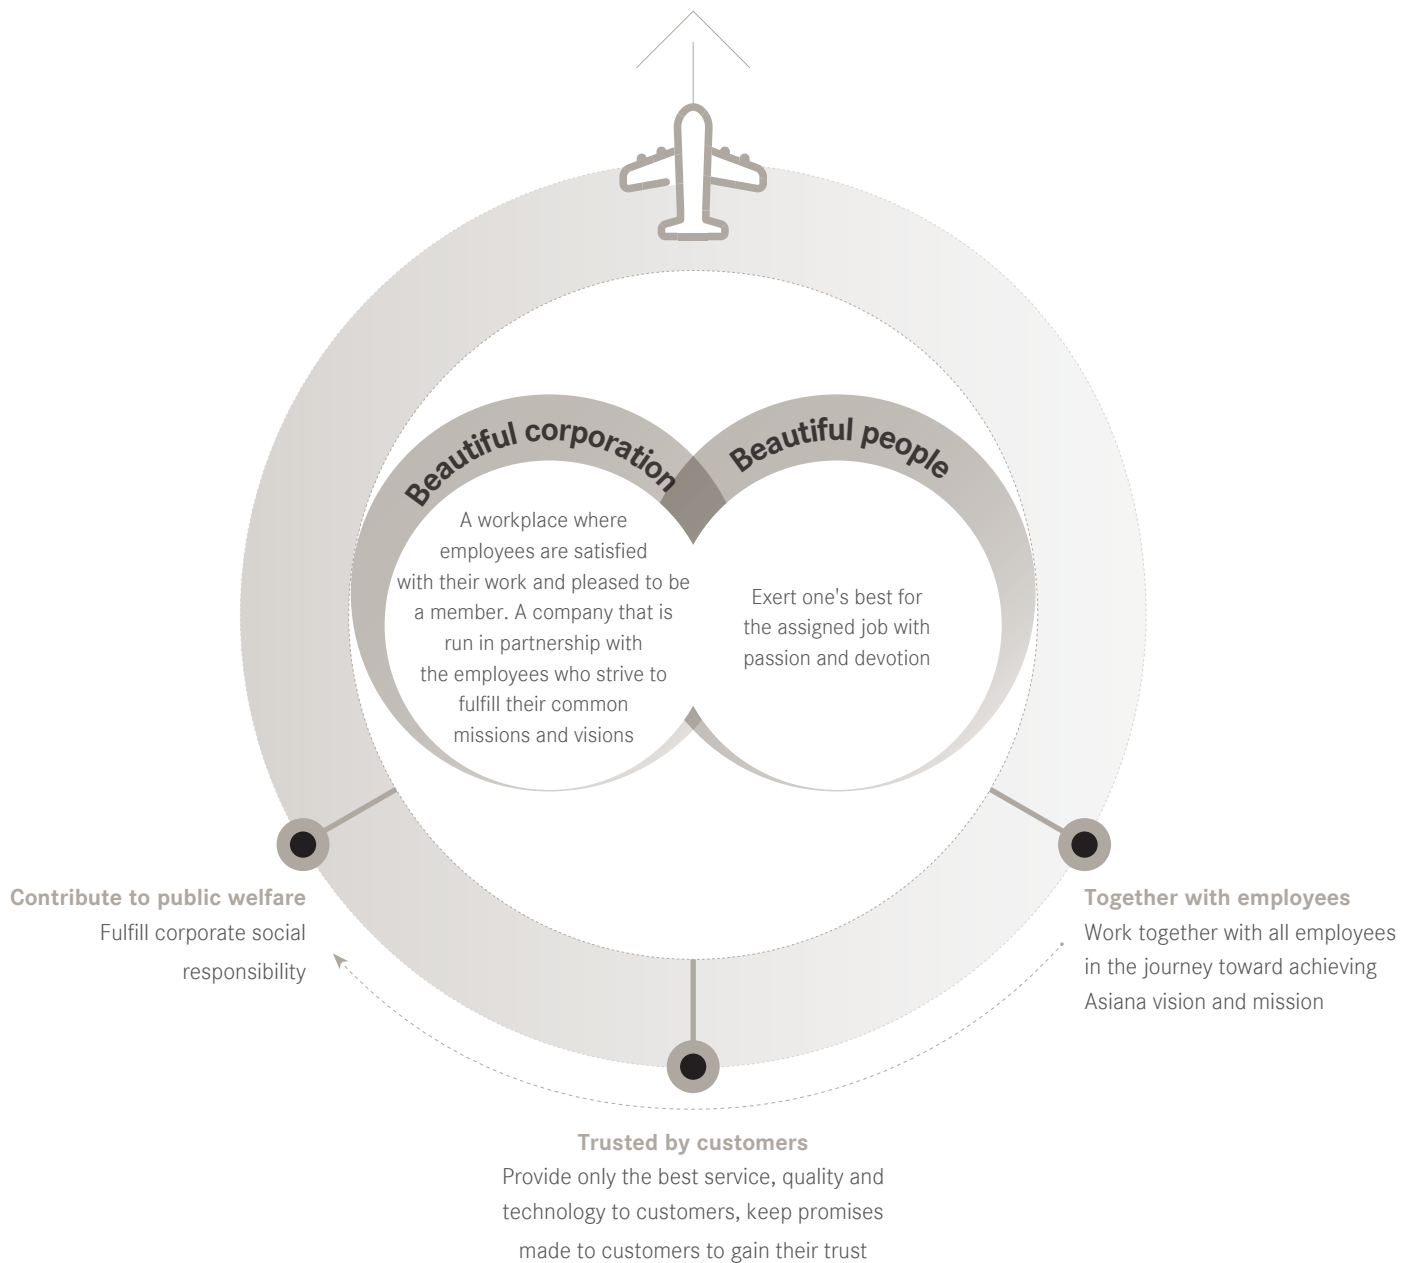 Beautiful corporation
A workplace where
employees are satisfied
with their work and pleased to be
a member. A company that is
run in partnership with
the employees who strive to
fulfill their common
missions and visions
Beautiful people
Exert one's best for
the assigned job with
passion and devotion
Contribute to public welfare
Fulfill corporate social
responsibility
Together with employees
Work together with all employees
in the journey toward achieving
Asiana vision and mission
Trusted by customers
Provide only the best service, quality and
technology to customers, keep promises
made to customers to gain their trust